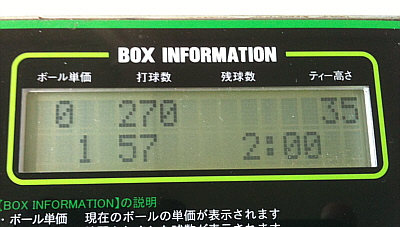 BOX INFORMATION
ボール単価 打球数 残球数 ティー高さ
0 270 35
1 57 2:00
【BOX INFORMATION】の説明
・ボール単価 現在のボールの単価が表示されます